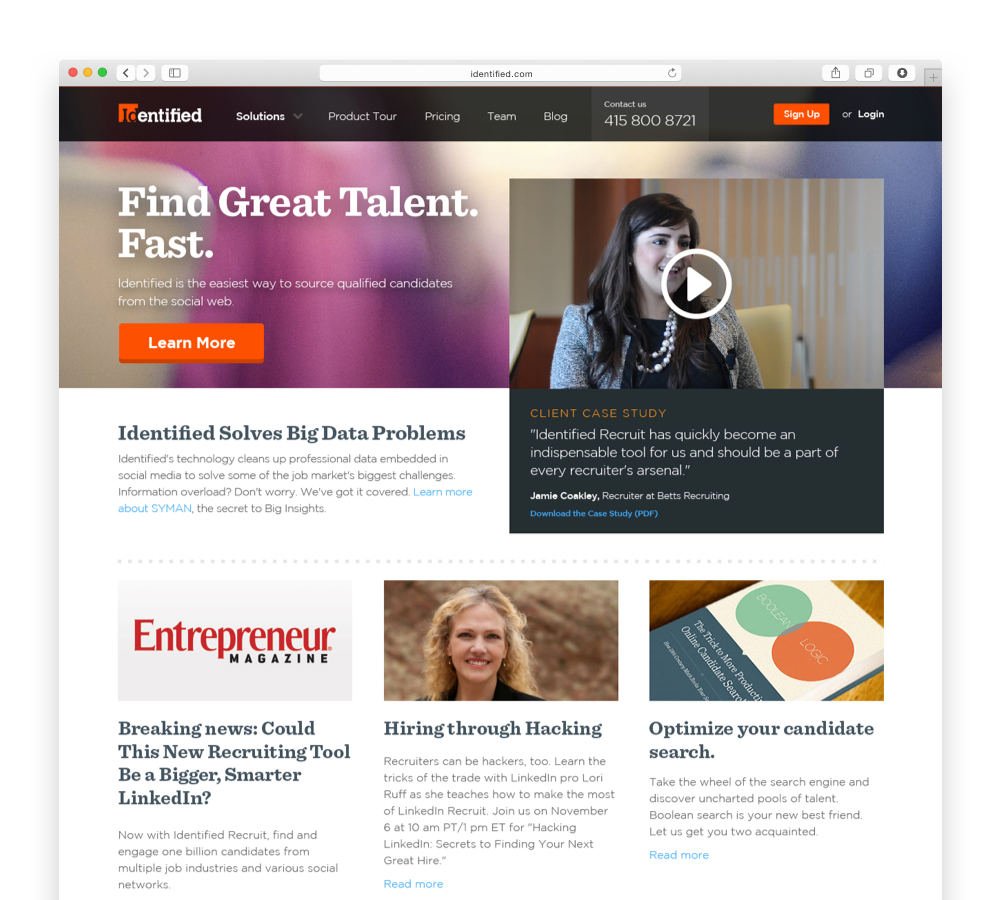 identified.com
Identified
Solutions
Product Tour
Pricing
Team
Blog
Contact us
415 800 8721
Sign Up
or Login
Find Great Talent.
Fast.
Identified is the easiest way to source qualified candidates
from the social web.
Learn More
CLIENT CASE STUDY
"Identified Recruit has quickly become an
indispensable tool for us and should be a part of
every recruiter's arsenal."
Jamie Coakley, Recruiter at Betts Recruiting
Download the Case Study (PDF)
Identified Solves Big Data Problems
Identified's technology cleans up professional data embedded in
social media to solve some of the job market's biggest challenges.
Information overload? Don't worry. We've got it covered. Learn more
about SYMAN, the secret to Big Insights.
Entrepreneur
MAGAZINE
Breaking news: Could
This New Recruiting Tool
Be a Bigger, Smarter
LinkedIn?
Now with Identified Recruit, find and
engage one billion candidates from
multiple job industries and various social
networks.
Hiring through Hacking
Recruiters can be hackers, too. Learn the
tricks of the trade with LinkedIn pro Lori
Ruff as she teaches how to make the most
of LinkedIn Recruit. Join us on November
6 at 10 am PT/1 pm ET for "Hacking
LinkedIn: Secrets to Finding Your Next
Great Hire."
Read more
BOOLEAN
LOGIC
The Trick to More Productive
Online Candidate Search
Optimize your candidate
search.
Take the wheel of the search engine and
discover uncharted pools of talent.
Boolean search is your new best friend.
Let us get you two acquainted.
Read more